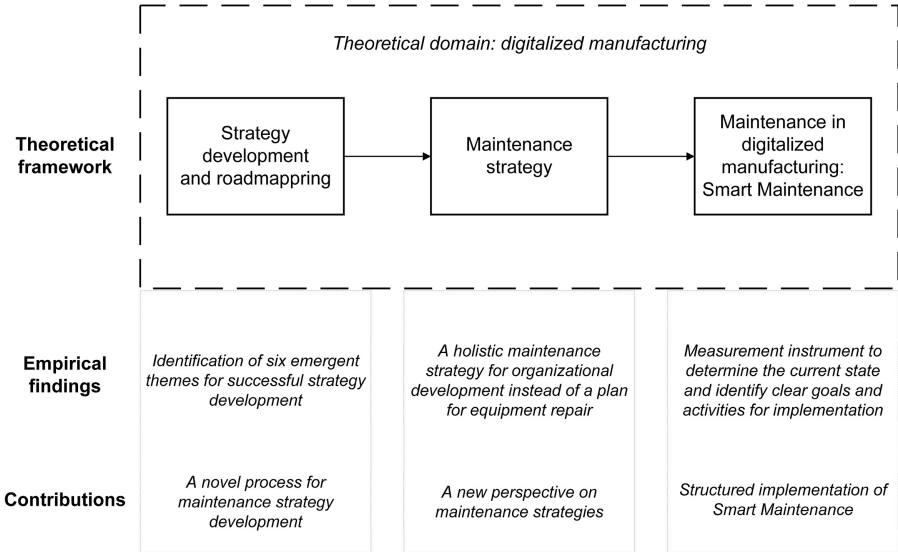 Theoretical domain: digitalized manufacturing
Theoretical
framework
Strategy
development
and roadmappring
Maintenance
strategy
Maintenance in
digitalized
manufacturing:
Smart Maintenance
Empirical
findings
Identification of six emergent
themes for successful strategy
development
A holistic maintenance
strategy for organizational
development instead of a plan
for equipment repair
Measurement instrument to
determine the current state
and identify clear goals and
activities for implementation
Contributions
A novel process for
maintenance strategy
development
A new perspective on
maintenance strategies
Structured implementation of
Smart Maintenance